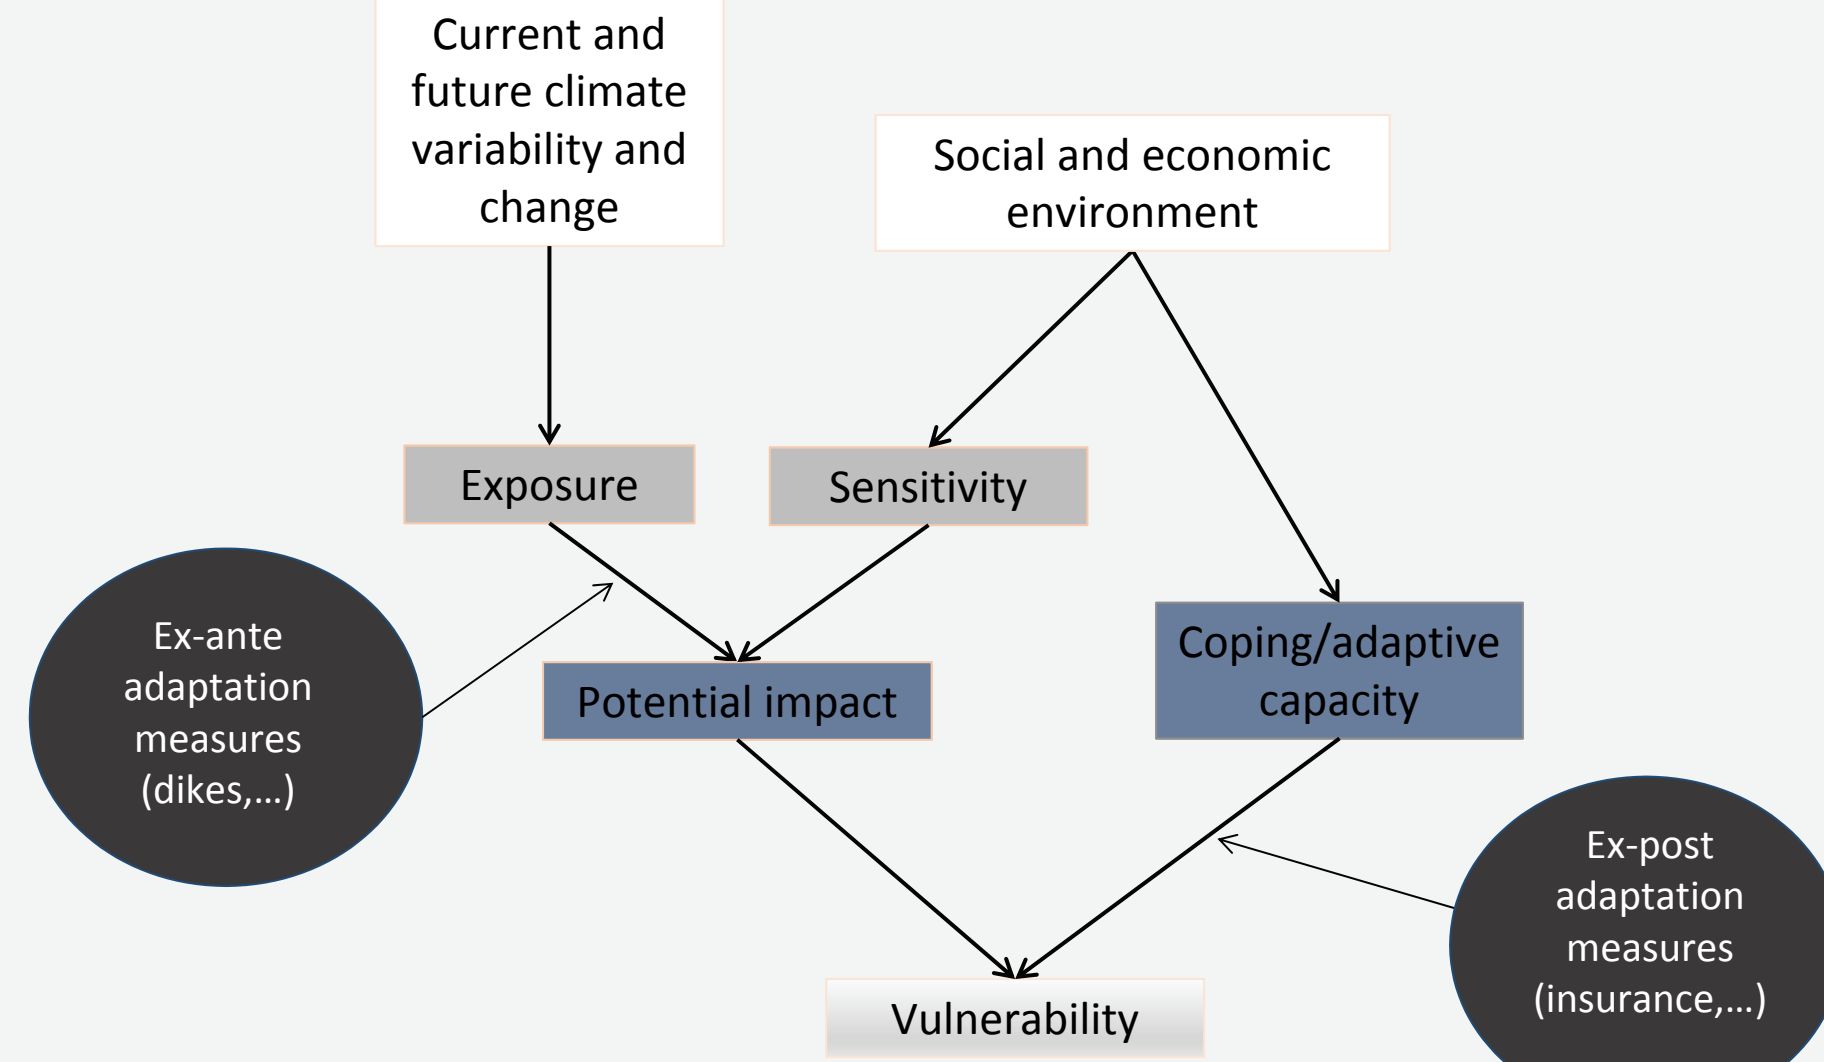 Current and
future climate
variability and
change
Social and economic
environment
Exposure
Sensitivity
Ex-ante
adaptation
measures
(dikes,...)
Potential impact
Coping/adaptive
capacity
Ex-post
adaptation
measures
(insurance,...)
Vulnerability